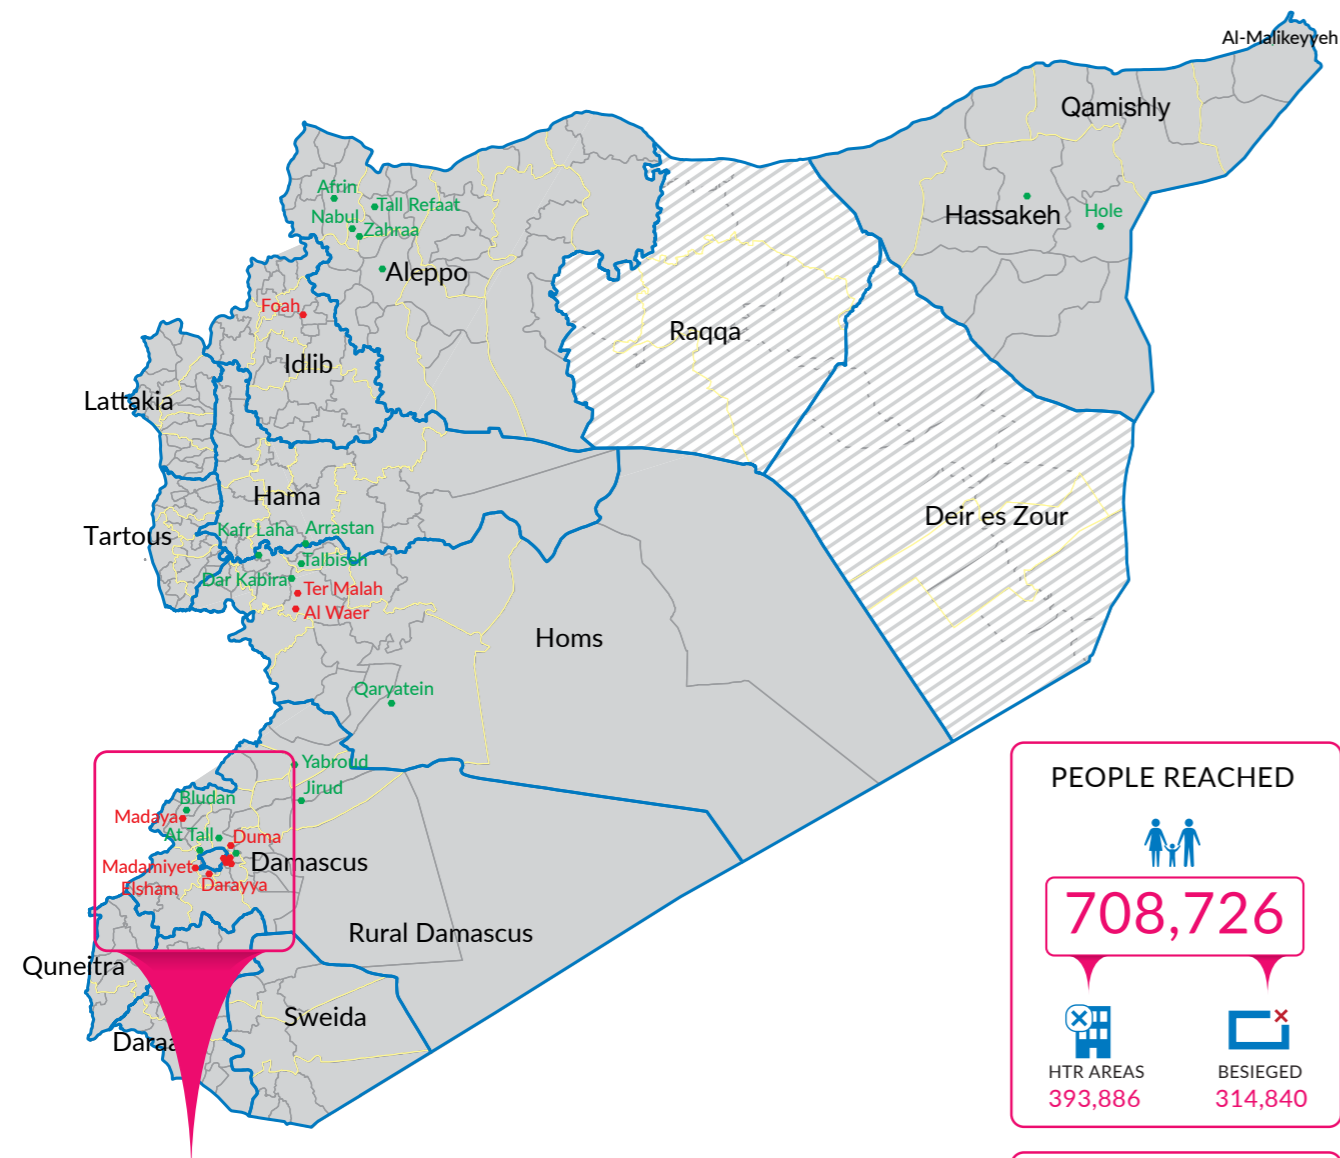 Al-Malikeyyeh
Qamishly
Afrin
Tall Refaat
Nabul
Zahraa
Hassakeh
Hole
Aleppo
Foah
Raqqa
Idlib
Lattakia
Hama
Deir es Zour
Kafr Laha
Arrastan
Tartous
Talbiseh
Dar Kabira
Ter Malah
Al Waer
Homs
Qaryatein
Yabroud
Jirud
Bludan
Madaya
At Tall
Duma
Damascus
Madamiyet
Elsham
Darayya
Rural Damascus
Quneitra
Sweida
Daraa
PEOPLE REACHED
708,726
HTR AREAS
393,886
BESIEGED
314,840